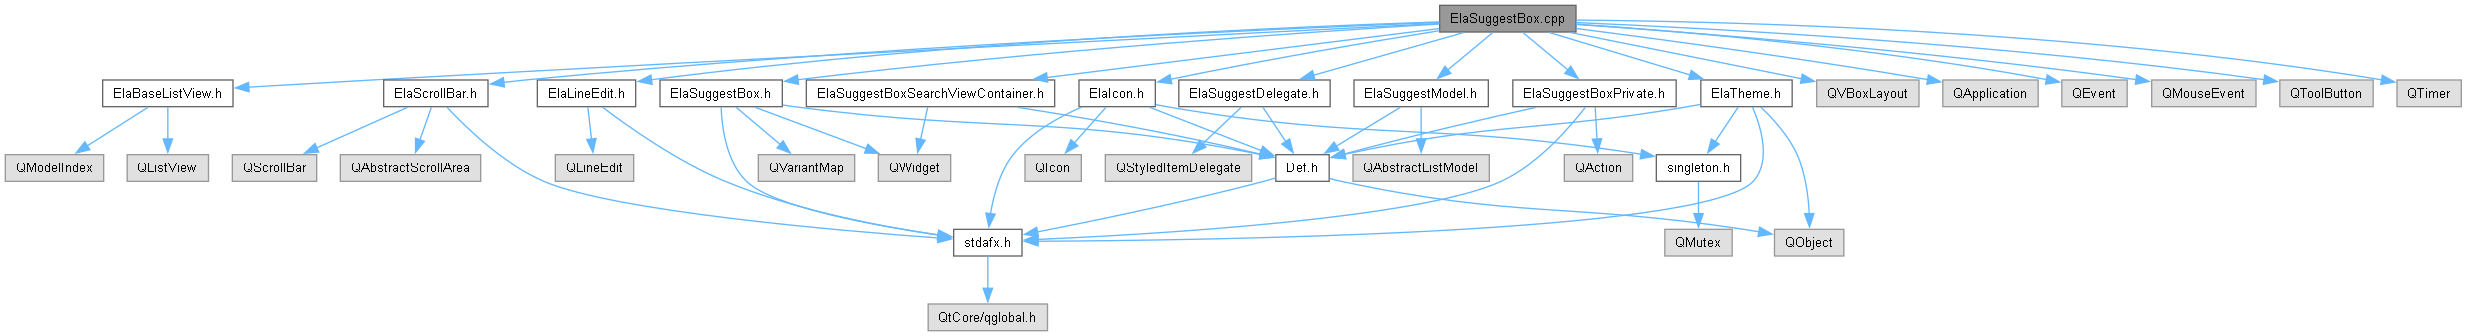 ElaSuggestBox.cpp
ElaBaseListView.h
ElaScrollBar.h
ElaLineEdit.h
ElaSuggestBox.h
ElaSuggestBoxSearchViewContainer.h
ElaIcon.h
ElaSuggestDelegate.h
ElaSuggestModel.h
ElaSuggestBoxPrivate.h
ElaTheme.h
QVBoxLayout
QApplication
QEvent
QMouseEvent
QToolButton
QTimer
QModelIndex
QListView
QScrollBar
QAbstractScrollArea
QLineEdit
QVariantMap
QWidget
QIcon
QStyledItemDelegate
Def.h
QAbstractListModel
QAction
singleton.h
stdafx.h
QMutex
QObject
QtCore/qglobal.h